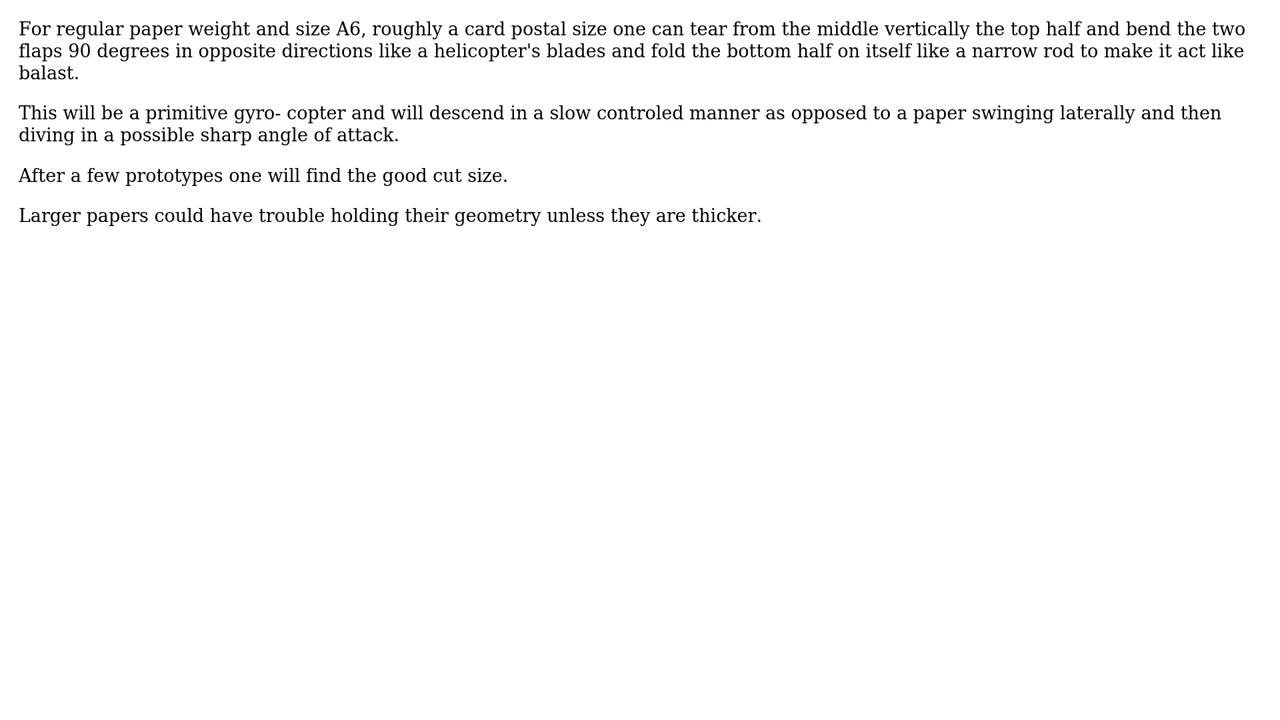 For regular paper weight and size A6, roughly a card postal size one can tear from the middle vertically the top half and bend the two
flaps 90 degrees in opposite directions like a helicopter's blades and fold the bottom half on itself like a narrow rod to make it act like
balast.
This will be a primitive gyro- copter and will descend in a slow controled manner as opposed to a paper swinging laterally and then
diving in a possible sharp angle of attack.
After a few prototypes one will find the good cut size.
Larger papers could have trouble holding their geometry unless they are thicker.